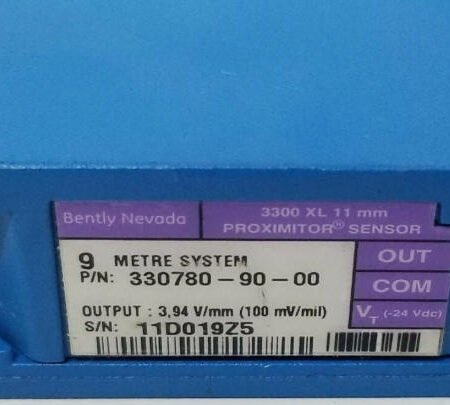 Bently Nevada
3300 XL 11 mm
PROXIMITOR® SENSOR
9 METRE SYSTEM
P/N: 330780-90-00
OUTPUT : 3,94 V/mm (100 mV/mil)
S/N: 11D019Z5
OUT
COM
VT (-24 Vdc)